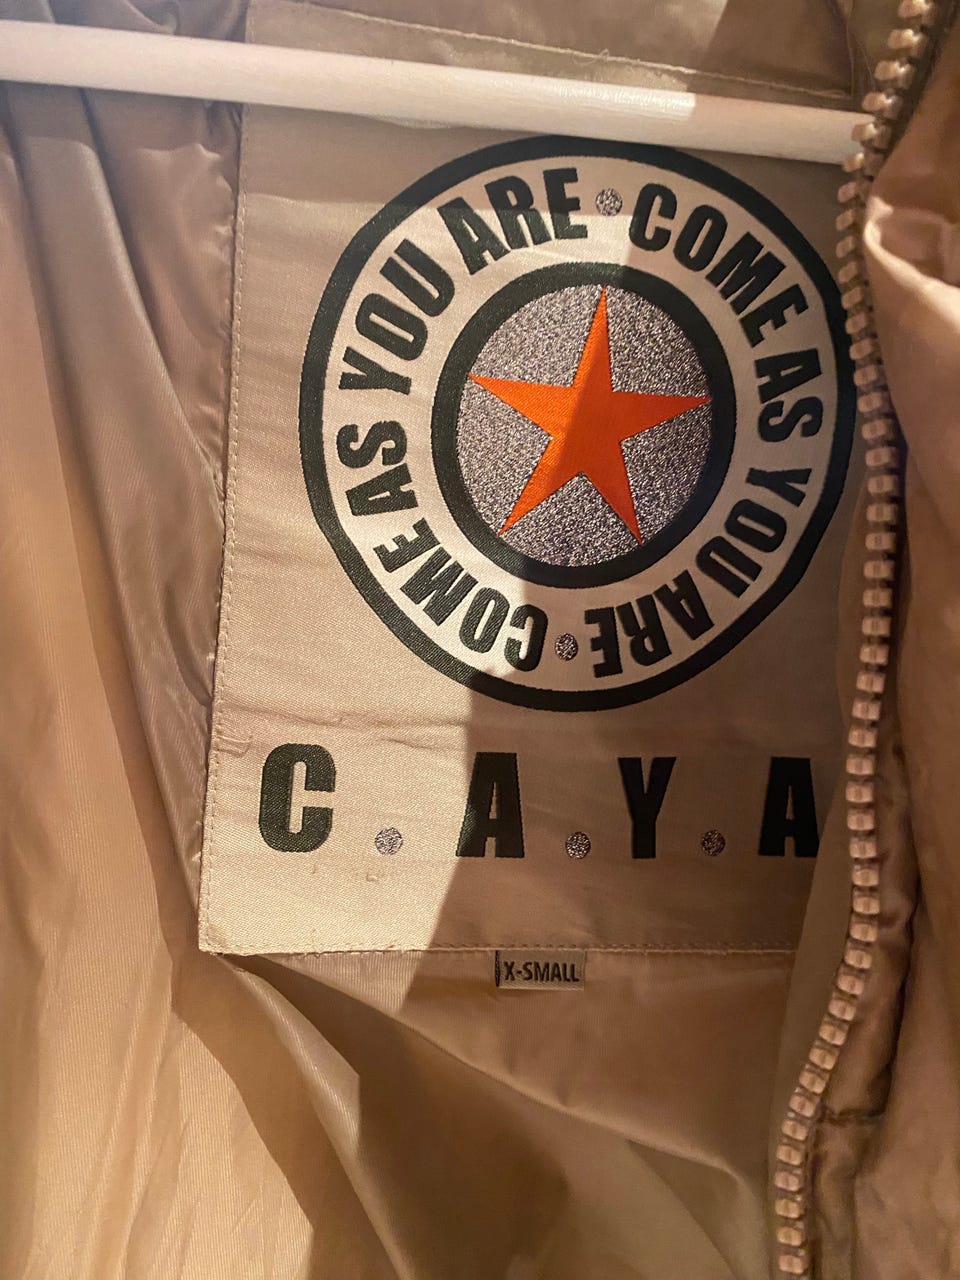 COME AS YOU ARE • COME AS YOU ARE •
C.A.Y.A
X-SMALL